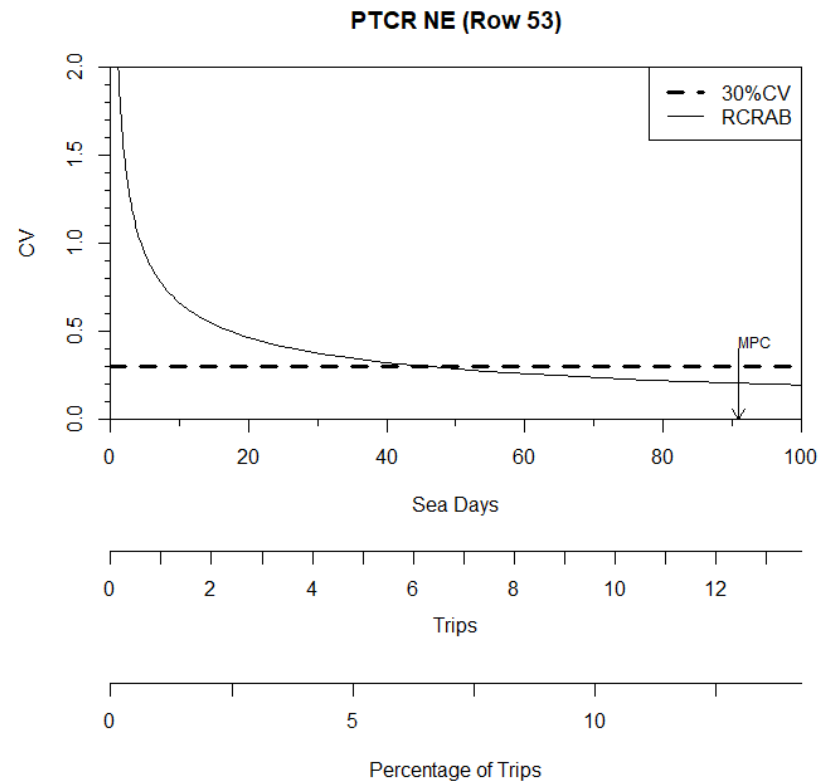 PTCR NE (Row 53)
30%CV
RCRAB
CV
2.0
1.5
1.0
0.5
0.0
MPC
0 20 40 60 80 100
Sea Days
0 2 4 6 8 10 12
Trips
0 5 10
Percentage of Trips